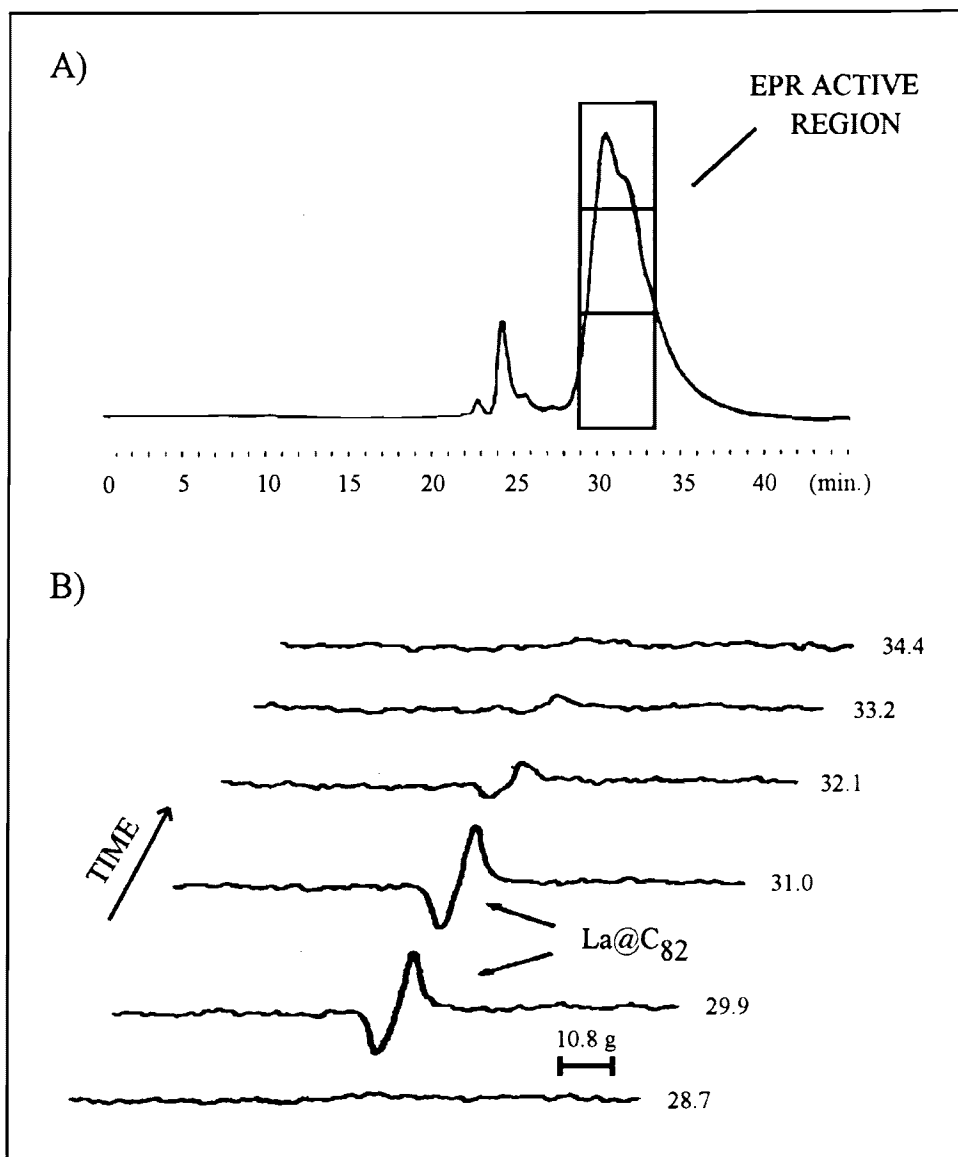 A)
EPR ACTIVE
REGION
0 5 10 15 20 25 30 35 40 (min.)
B)
34.4
33.2
32.1
TIME
31.0
La@C82
29.9
10.8 g
28.7